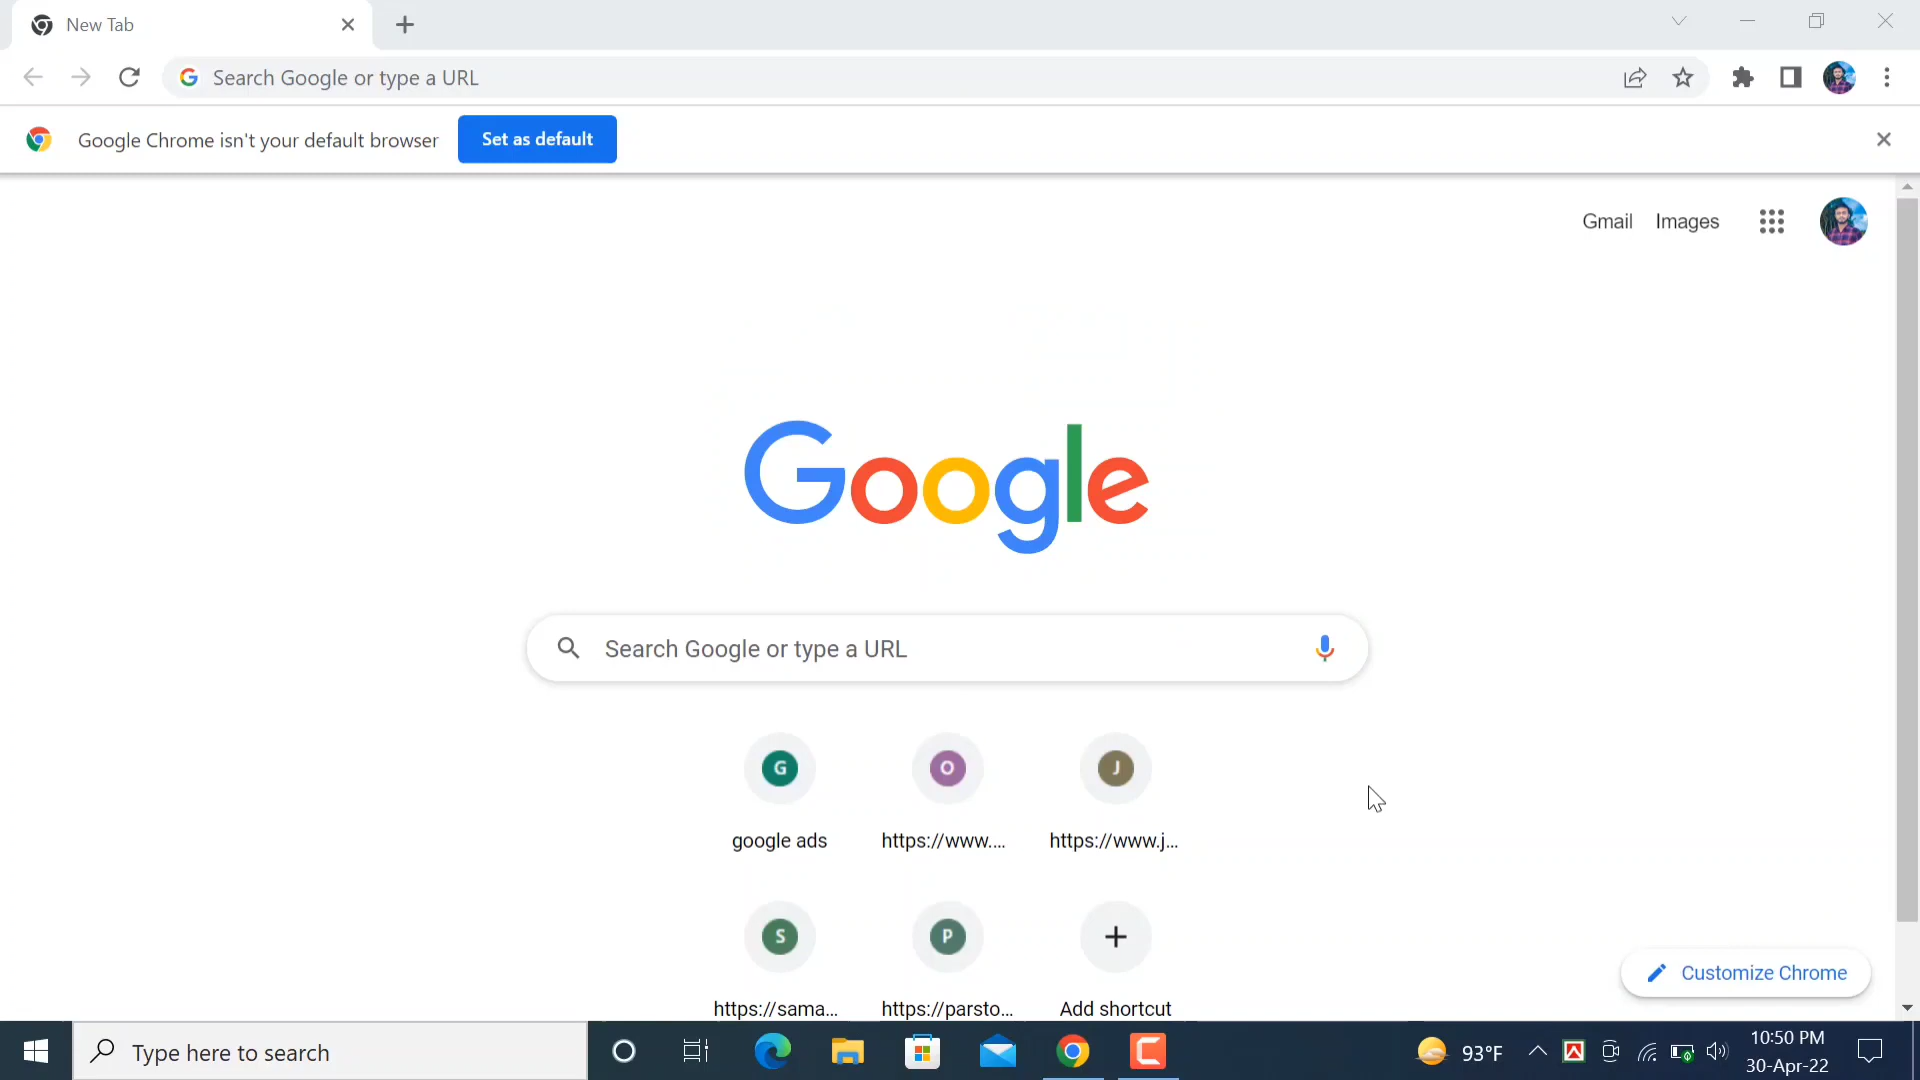 New Tab
Search Google or type a URL
Google Chrome isn't your default browser
Set as default
Gmail Images
Google
Search Google or type a URL
G O J
google ads https://www.... https://www.j...
S P
https://sama... https://parsto... Add shortcut
Customize Chrome
Type here to search
93°F
10:50 PM
30-Apr-22